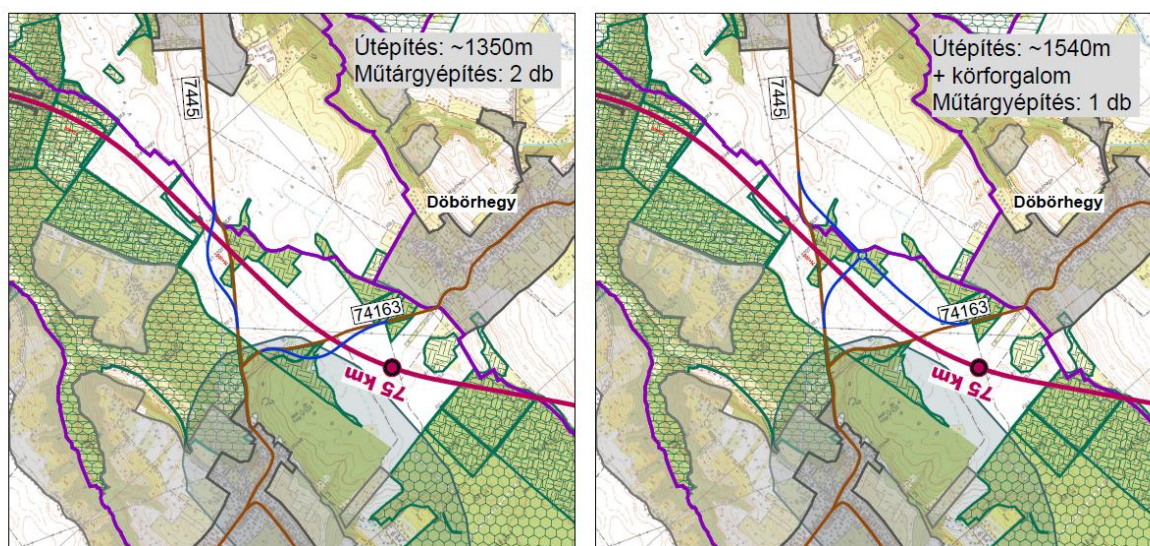 Útépítés: ~1350m
Műtárgyépítés: 2 db
7445
Döbörhegy
74163
75 km
Útépítés: ~1540m
+ körforgalom
Műtárgyépítés: 1 db
7445
Döbörhegy
74163
75 km